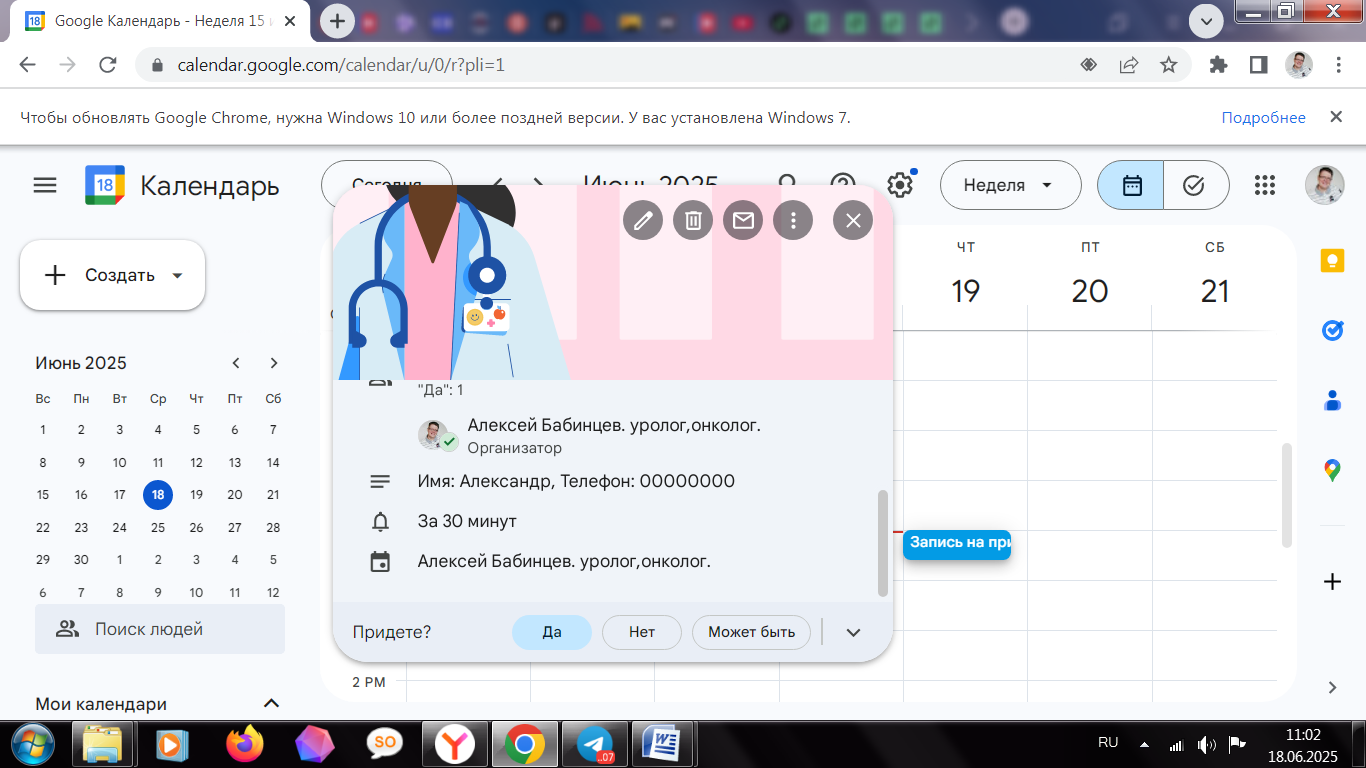 Google Календарь - Неделя 15 и
calendar.google.com/calendar/u/0/r?pli=1
Чтобы обновлять Google Chrome, нужна Windows 10 или более поздней версии. У вас установлена Windows 7.
Подробнее
18
Календарь
Сегодня
Июнь 2025
Неделя
Создать
Июнь 2025
Вс Пн Вт Ср Чт Пт Сб
1 2 3 4 5 6 7
8 9 10 11 12 13 14
15 16 17 18 19 20 21
22 23 24 25 26 27 28
29 30 1 2 3 4 5
6 7 8 9 10 11 12
Поиск людей
Мои календари
ЧТ ПТ СБ
19 20 21
"Да": 1
Алексей Бабинцев. уролог,онколог.
Организатор
Имя: Александр, Телефон: 00000000
За 30 минут
Алексей Бабинцев. уролог,онколог.
Придете?
Да
Нет
Может быть
Запись на при
2 PM
SO
..07
RU
11:02
18.06.2025